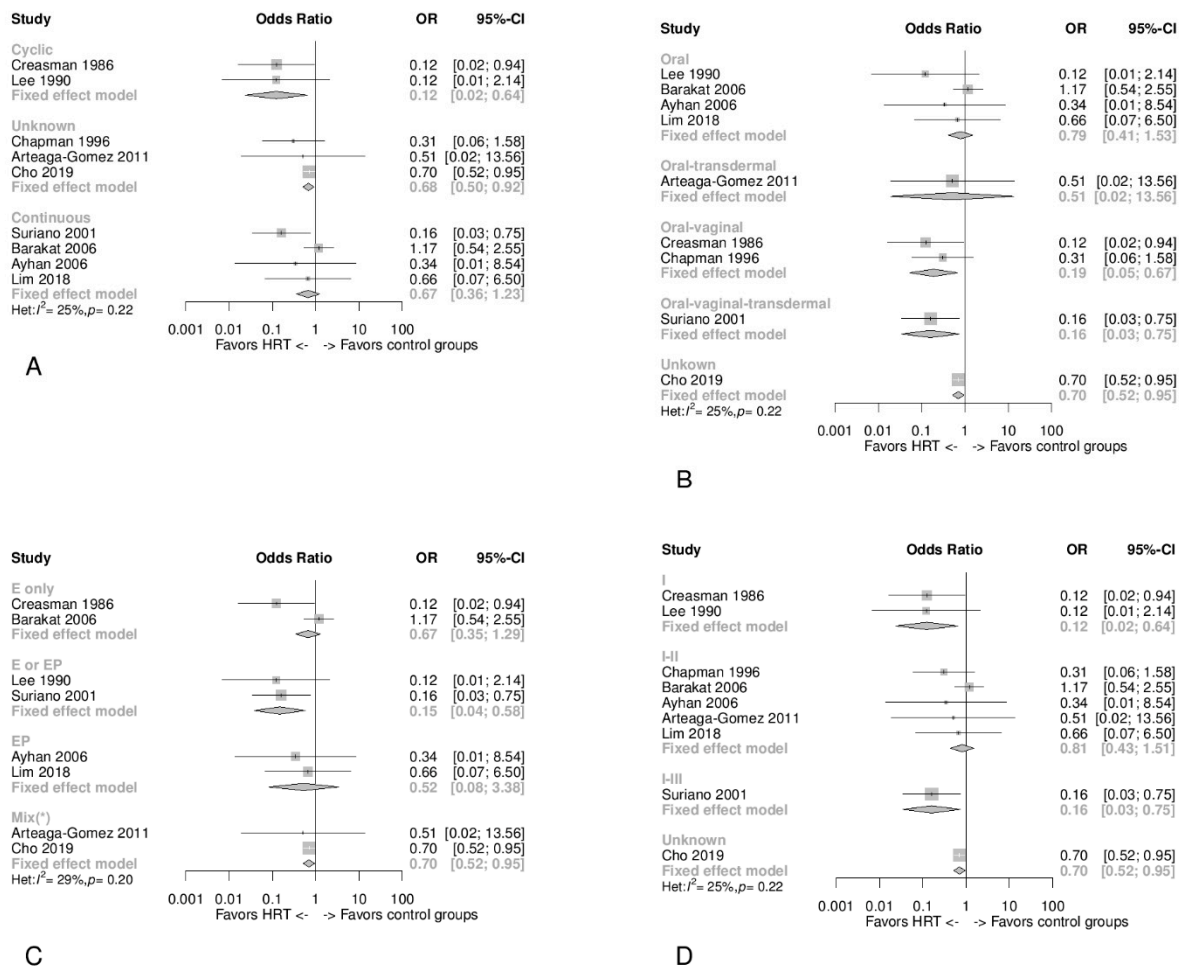 Study Odds Ratio OR 95%-CI
Cyclic
Creasman 1986 0.12 [0.02; 0.94]
Lee 1990 0.12 [0.01; 2.14]
Fixed effect model 0.12 [0.02; 0.64]
Unknown
Chapman 1996 0.31 [0.06; 1.58]
Arteaga-Gomez 2011 0.51 [0.02; 13.56]
Cho 2019 0.70 [0.52; 0.95]
Fixed effect model 0.68 [0.50; 0.92]
Continuous
Suriano 2001 0.16 [0.03; 0.75]
Barakat 2006 1.17 [0.54; 2.55]
Ayhan 2006 0.34 [0.01; 8.54]
Lim 2018 0.66 [0.07; 6.50]
Fixed effect model 0.67 [0.36; 1.23]
Het:I²= 25%,p= 0.22
0.001 0.01 0.1 1 10 100
Favors HRT <- -> Favors control groups
A
Study Odds Ratio OR 95%-CI
Oral
Lee 1990 0.12 [0.01; 2.14]
Barakat 2006 1.17 [0.54; 2.55]
Ayhan 2006 0.34 [0.01; 8.54]
Lim 2018 0.66 [0.07; 6.50]
Fixed effect model 0.79 [0.41; 1.53]
Oral-transdermal
Arteaga-Gomez 2011 0.51 [0.02; 13.56]
Fixed effect model 0.51 [0.02; 13.56]
Oral-vaginal
Creasman 1986 0.12 [0.02; 0.94]
Chapman 1996 0.31 [0.06; 1.58]
Fixed effect model 0.19 [0.05; 0.67]
Oral-vaginal-transdermal
Suriano 2001 0.16 [0.03; 0.75]
Fixed effect model 0.16 [0.03; 0.75]
Unkown
Cho 2019 0.70 [0.52; 0.95]
Fixed effect model 0.70 [0.52; 0.95]
Het:I²= 25%,p= 0.22
0.001 0.01 0.1 1 10 100
Favors HRT <- -> Favors control groups
B
Study Odds Ratio OR 95%-CI
E only
Creasman 1986 0.12 [0.02; 0.94]
Barakat 2006 1.17 [0.54; 2.55]
Fixed effect model 0.67 [0.35; 1.29]
E or EP
Lee 1990 0.12 [0.01; 2.14]
Suriano 2001 0.16 [0.03; 0.75]
Fixed effect model 0.15 [0.04; 0.58]
EP
Ayhan 2006 0.34 [0.01; 8.54]
Lim 2018 0.66 [0.07; 6.50]
Fixed effect model 0.52 [0.08; 3.38]
Mix(*)
Arteaga-Gomez 2011 0.51 [0.02; 13.56]
Cho 2019 0.70 [0.52; 0.95]
Fixed effect model 0.70 [0.52; 0.95]
Het:I²= 29%,p= 0.20
0.001 0.01 0.1 1 10 100
Favors HRT <- -> Favors control groups
C
Study Odds Ratio OR 95%-CI
I
Creasman 1986 0.12 [0.02; 0.94]
Lee 1990 0.12 [0.01; 2.14]
Fixed effect model 0.12 [0.02; 0.64]
I-II
Chapman 1996 0.31 [0.06; 1.58]
Barakat 2006 1.17 [0.54; 2.55]
Ayhan 2006 0.34 [0.01; 8.54]
Arteaga-Gomez 2011 0.51 [0.02; 13.56]
Lim 2018 0.66 [0.07; 6.50]
Fixed effect model 0.81 [0.43; 1.51]
I-III
Suriano 2001 0.16 [0.03; 0.75]
Fixed effect model 0.16 [0.03; 0.75]
Unknown
Cho 2019 0.70 [0.52; 0.95]
Fixed effect model 0.70 [0.52; 0.95]
Het:I²= 25%,p= 0.22
0.001 0.01 0.1 1 10 100
Favors HRT <- -> Favors control groups
D